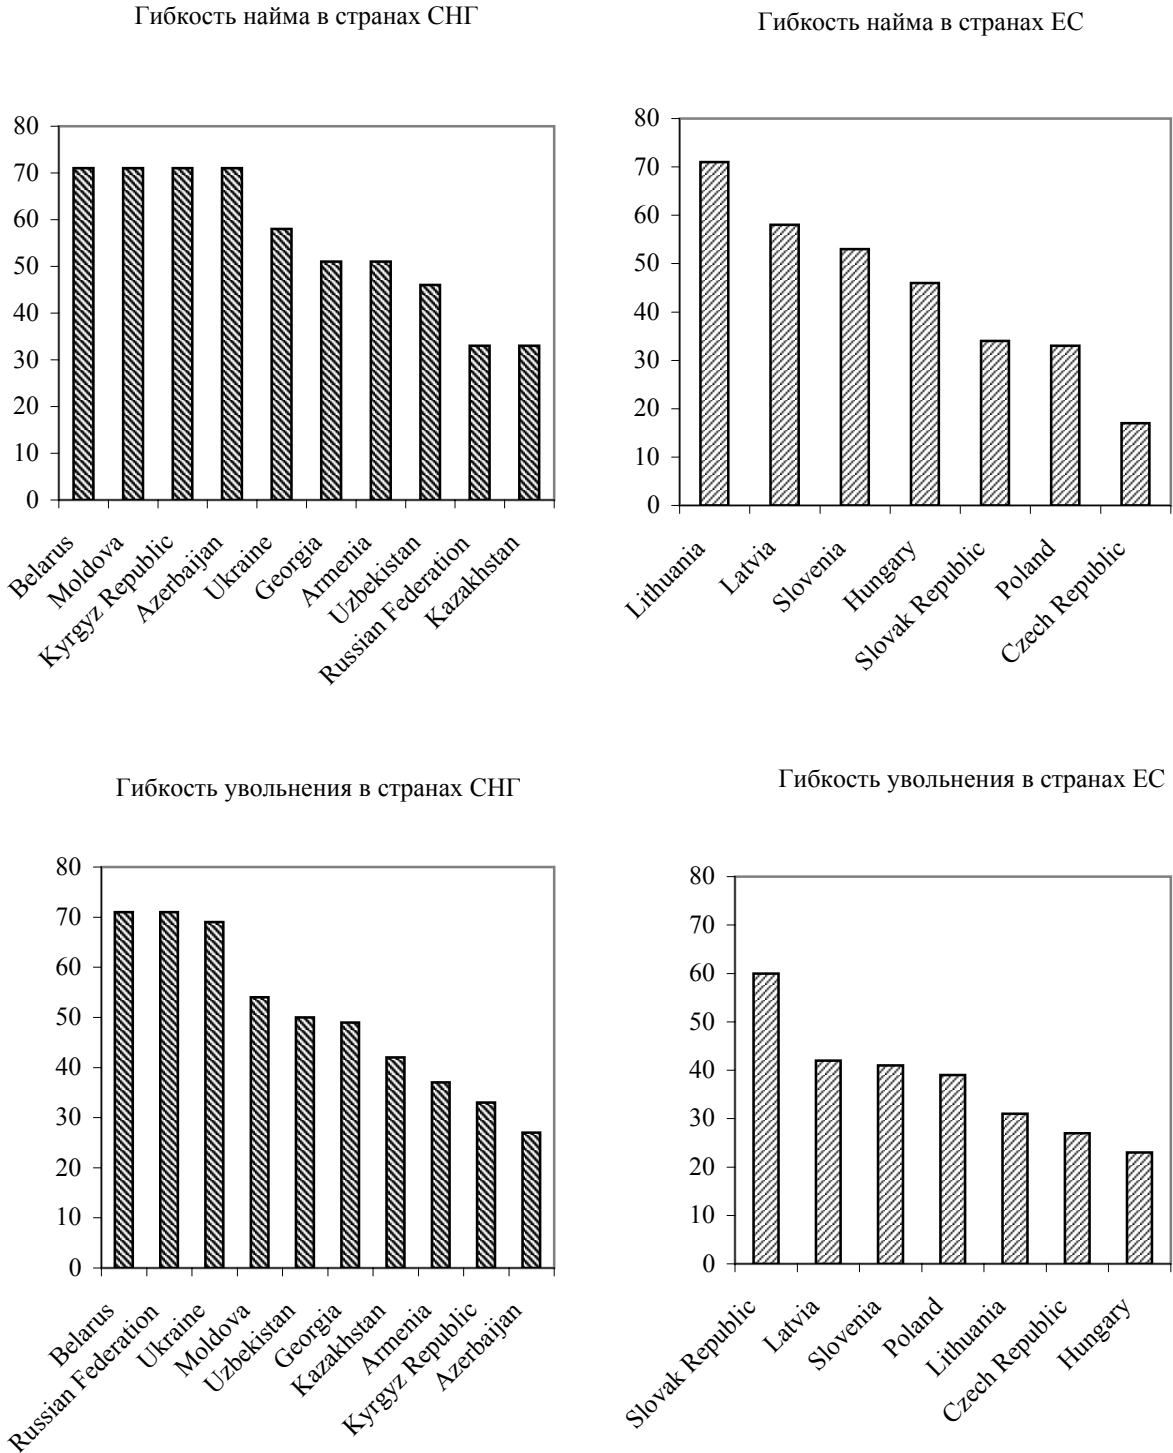 Гибкость найма в странах СНГ
80
70
60
50
40
30
20
10
0
Belarus
Moldova
Kyrgyz Republic
Azerbaijan
Ukraine
Georgia
Armenia
Uzbekistan
Russian Federation
Kazakhstan
Гибкость найма в странах ЕС
80
70
60
50
40
30
20
10
0
Lithuania
Latvia
Slovenia
Hungary
Slovak Republic
Poland
Czech Republic
Гибкость увольнения в странах СНГ
80
70
60
50
40
30
20
10
0
Belarus
Russian Federation
Ukraine
Moldova
Uzbekistan
Georgia
Kazakhstan
Armenia
Kyrgyz Republic
Azerbaijan
Гибкость увольнения в странах ЕС
80
70
60
50
40
30
20
10
0
Slovak Republic
Latvia
Slovenia
Poland
Lithuania
Czech Republic
Hungary